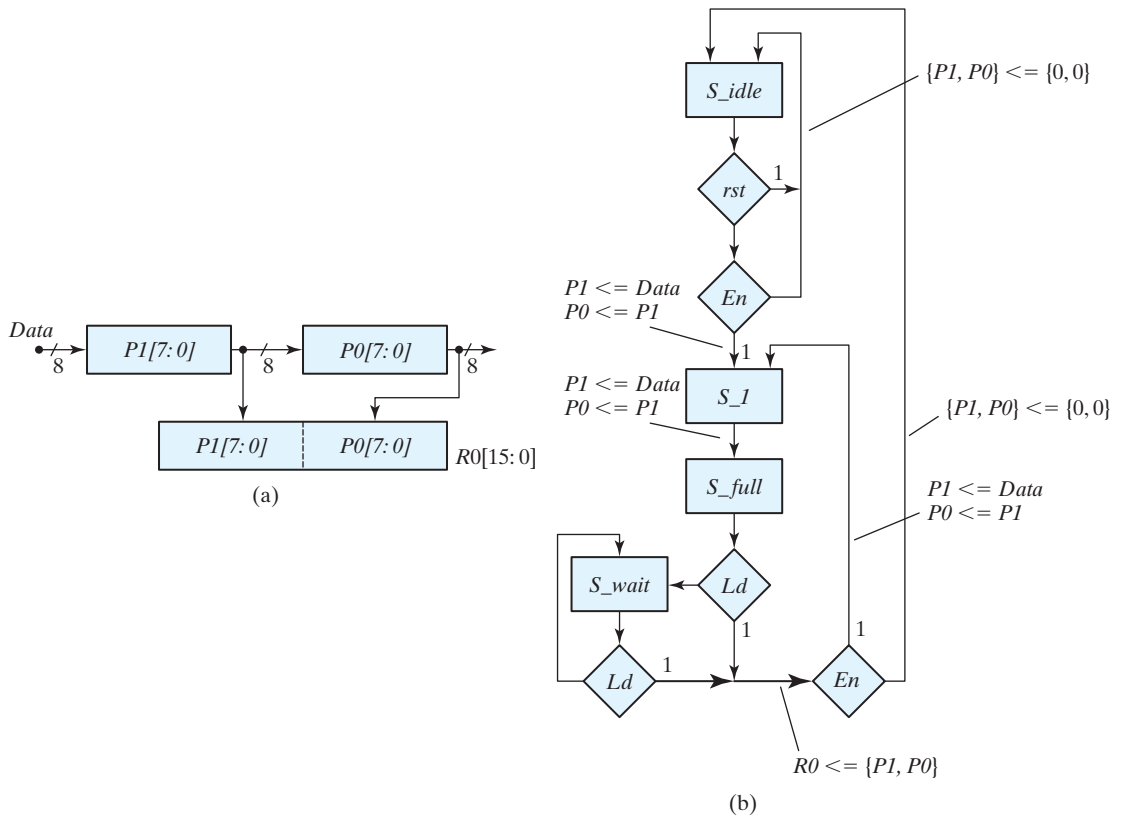 Data
8
P1[7: 0]
8
P0[7: 0]
8
P1[7: 0]
P0[7: 0]
R0[15: 0]
(a)
S_idle
{P1, P0} <= {0, 0}
rst
1
En
P1 <= Data
P0 <= P1
1
S_1
P1 <= Data
P0 <= P1
{P1, P0} <= {0, 0}
S_full
P1 <= Data
P0 <= P1
S_wait
Ld
1
1
Ld
1
En
R0 <= {P1, P0}
(b)